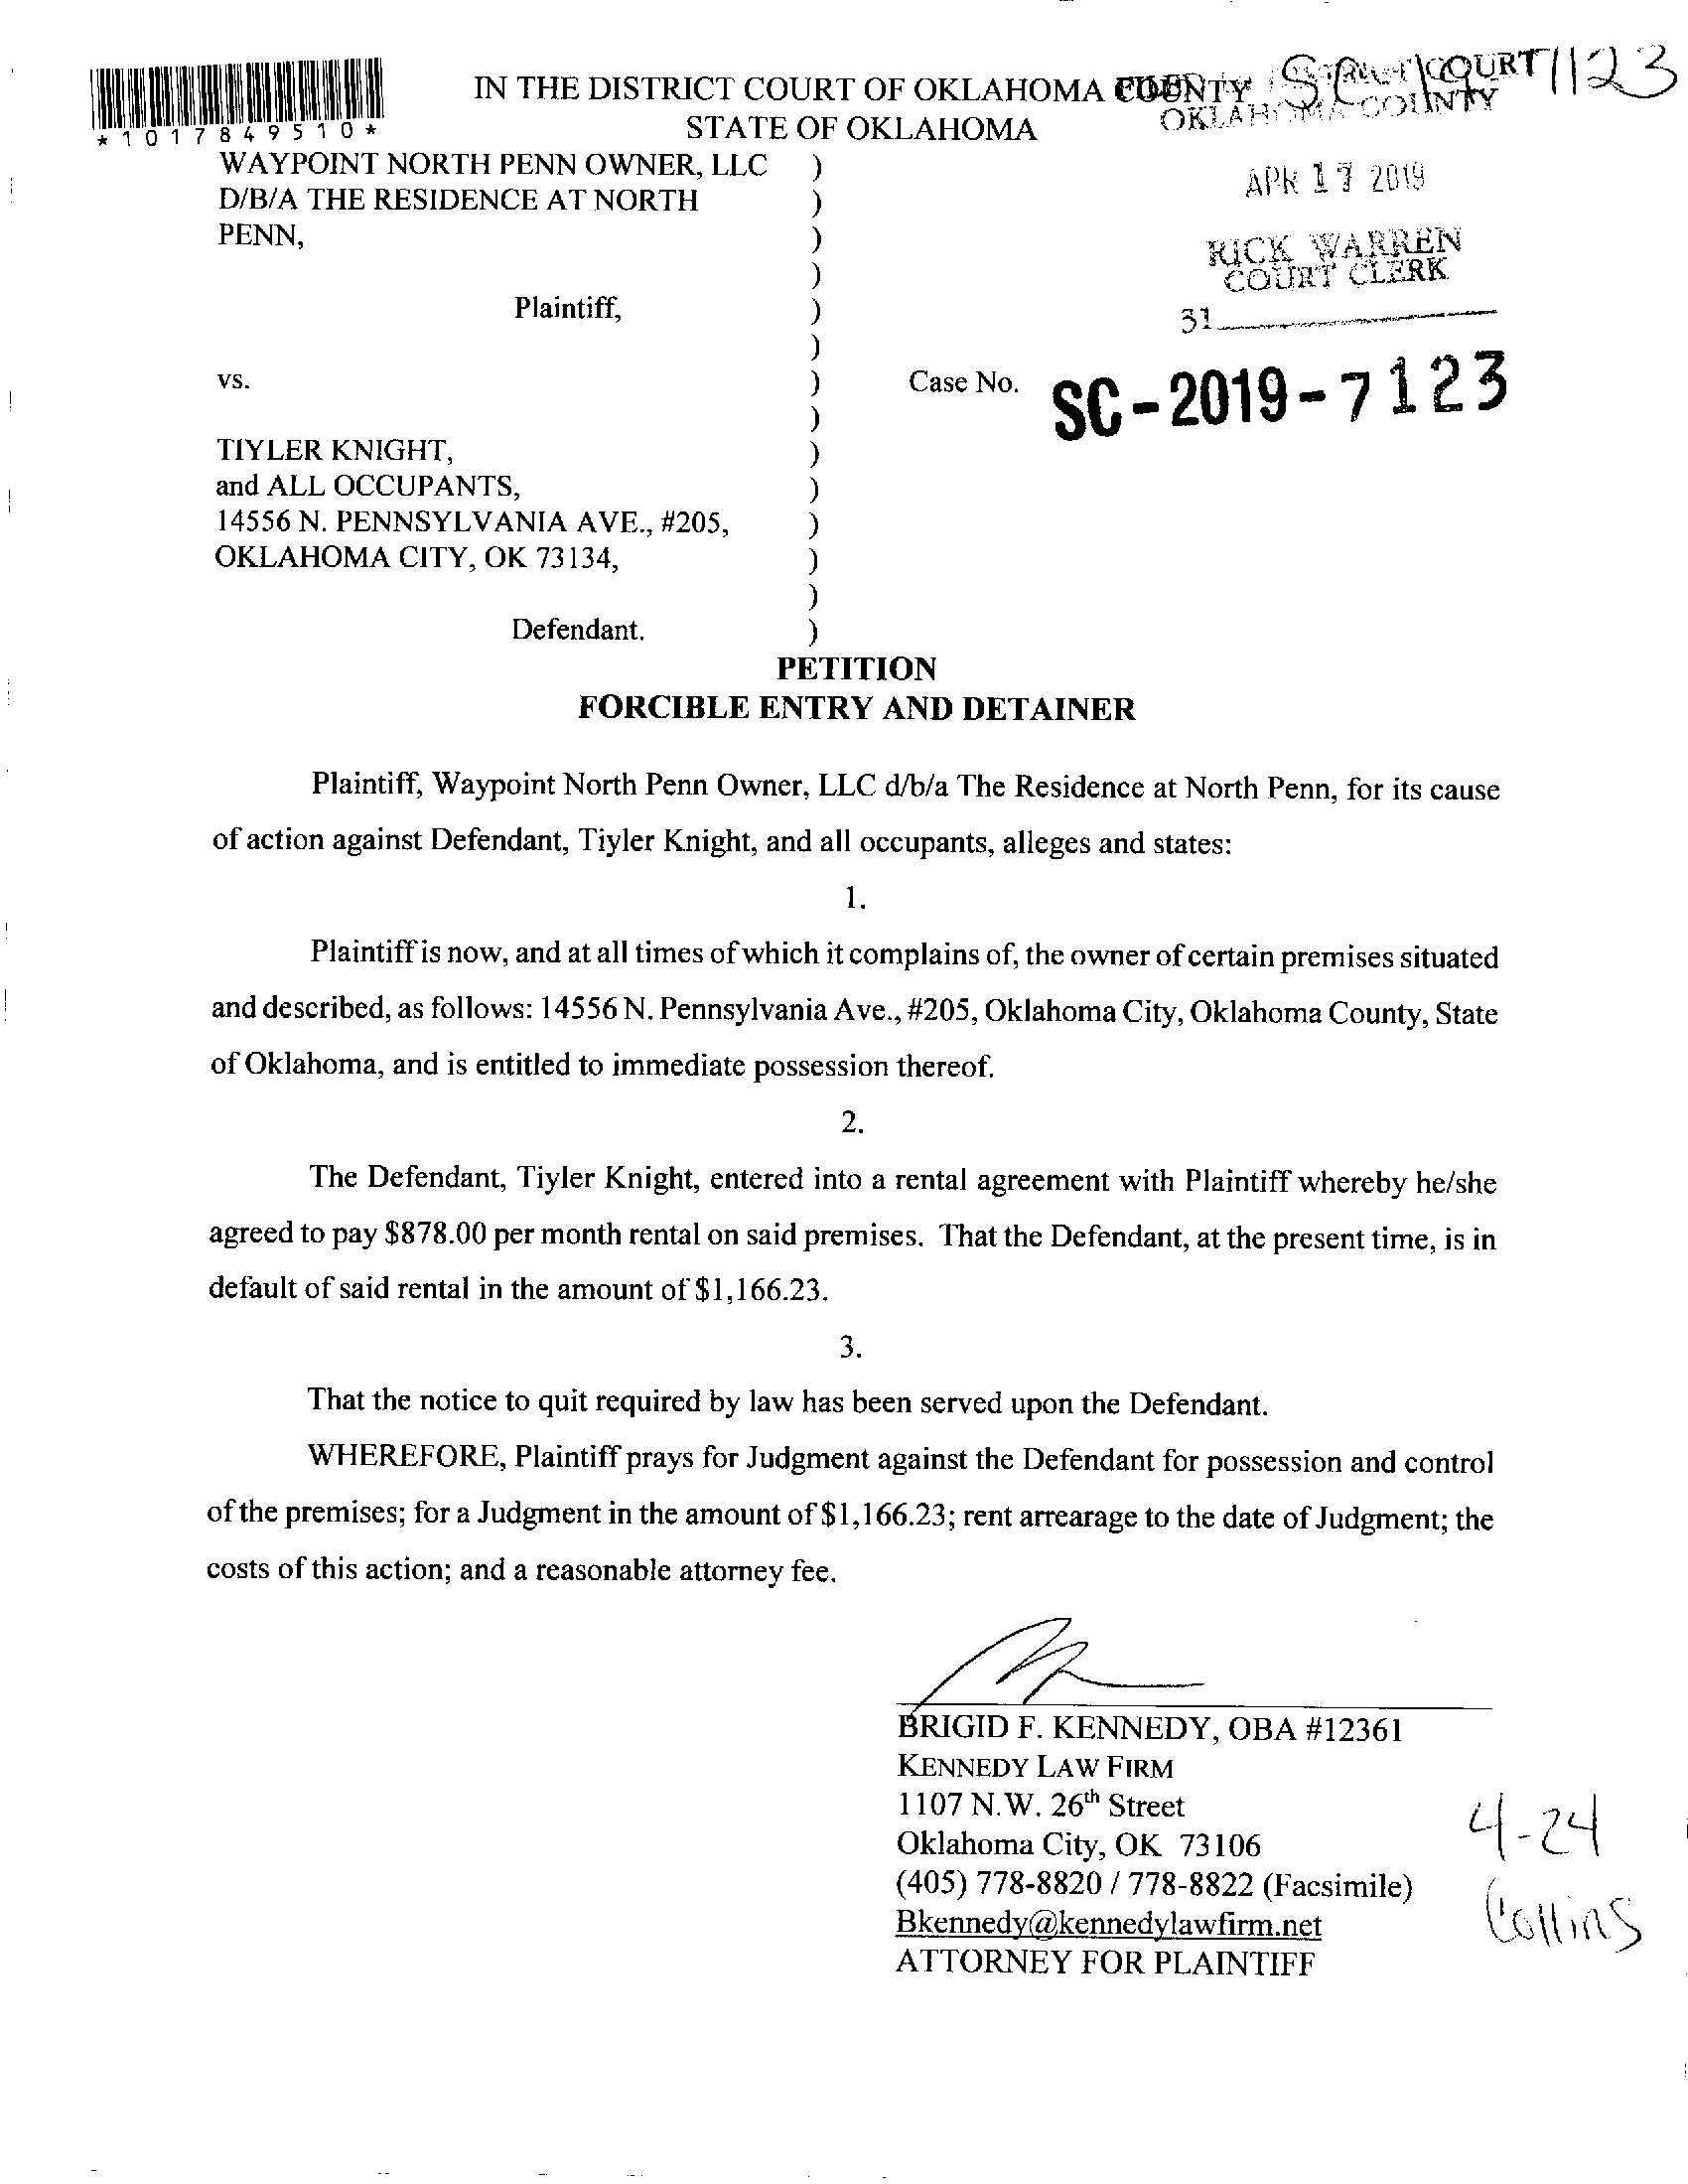 IN THE DISTRICT COURT OF OKLAHOMA COUNTY
STATE OF OKLAHOMA
*1017849510*
COURT
OKLAHOMA COUNTY
WAYPOINT NORTH PENN OWNER, LLC )
D/B/A THE RESIDENCE AT NORTH )
PENN, )
)
Plaintiff, )
)
vs. )
)
TIYLER KNIGHT, )
and ALL OCCUPANTS, )
14556 N. PENNSYLVANIA AVE., #205, )
OKLAHOMA CITY, OK 73134, )
)
Defendant. )
APR 17 2019
RICK WARREN
COURT CLERK
31
Case No. SC-2019-7123
PETITION
FORCIBLE ENTRY AND DETAINER
Plaintiff, Waypoint North Penn Owner, LLC d/b/a The Residence at North Penn, for its cause
of action against Defendant, Tiyler Knight, and all occupants, alleges and states:
1.
Plaintiff is now, and at all times of which it complains of, the owner of certain premises situated
and described, as follows: 14556 N. Pennsylvania Ave., #205, Oklahoma City, Oklahoma County, State
of Oklahoma, and is entitled to immediate possession thereof.
2.
The Defendant, Tiyler Knight, entered into a rental agreement with Plaintiff whereby he/she
agreed to pay $878.00 per month rental on said premises. That the Defendant, at the present time, is in
default of said rental in the amount of $1,166.23.
3.
That the notice to quit required by law has been served upon the Defendant.
WHEREFORE, Plaintiff prays for Judgment against the Defendant for possession and control
of the premises; for a Judgment in the amount of $1,166.23; rent arrearage to the date of Judgment; the
costs of this action; and a reasonable attorney fee.
BRIGID F. KENNEDY, OBA #12361
KENNEDY LAW FIRM
1107 N.W. 26th Street
Oklahoma City, OK 73106
(405) 778-8820 / 778-8822 (Facsimile)
Bkennedy@kennedylawfirm.net
ATTORNEY FOR PLAINTIFF
4-24
Collins